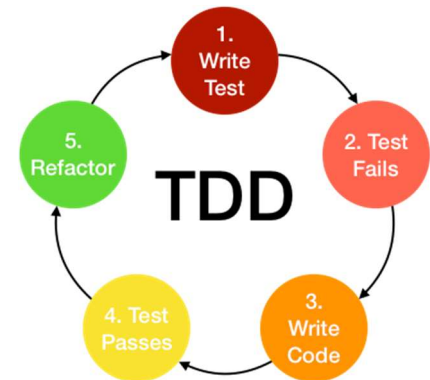 1.
Write
Test
2. Test
Fails
3.
Write
Code
4. Test
Passes
5.
Refactor
TDD